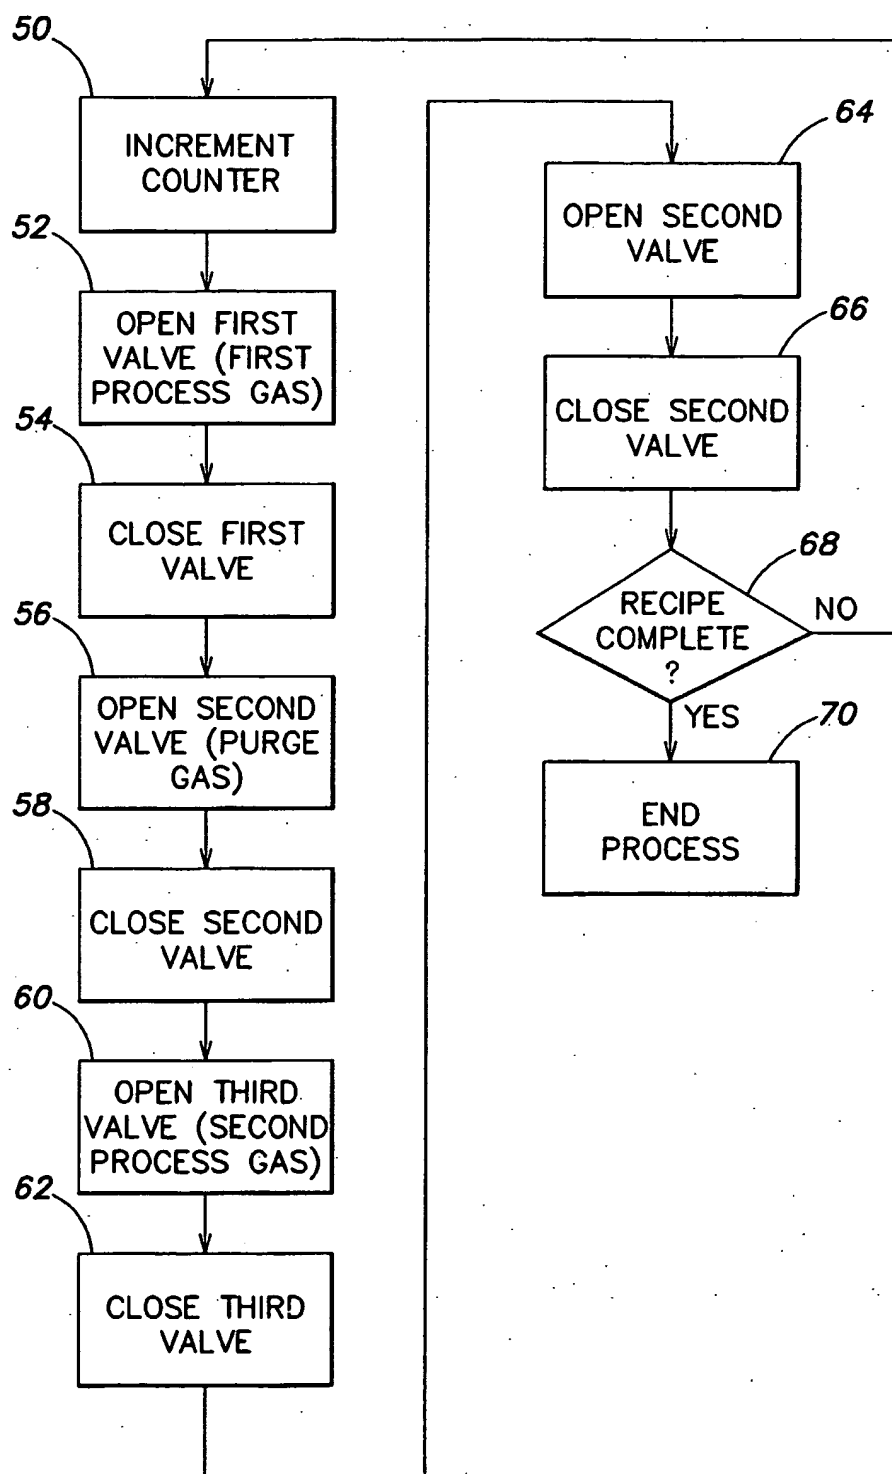 50
INCREMENT
COUNTER
52
OPEN FIRST
VALVE (FIRST
PROCESS GAS)
54
CLOSE FIRST
VALVE
56
OPEN SECOND
VALVE (PURGE
GAS)
58
CLOSE SECOND
VALVE
60
OPEN THIRD
VALVE (SECOND
PROCESS GAS)
62
CLOSE THIRD
VALVE
64
OPEN SECOND
VALVE
66
CLOSE SECOND
VALVE
68
RECIPE
COMPLETE
?
NO
YES
70
END
PROCESS